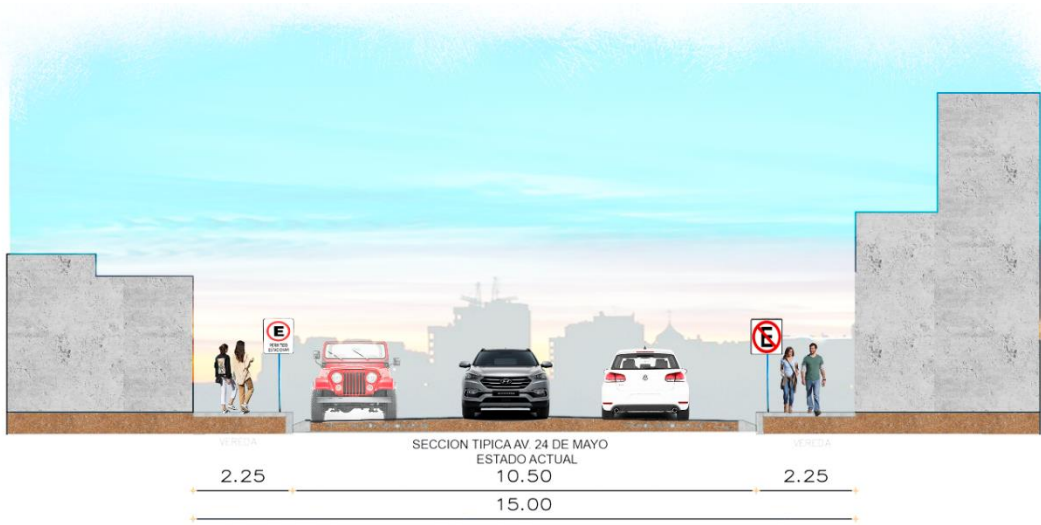 E
E
VEREDA
SECCION TIPICA AV. 24 DE MAYO
VEREDA
ESTADO ACTUAL
2.25
10.50
2.25
15.00